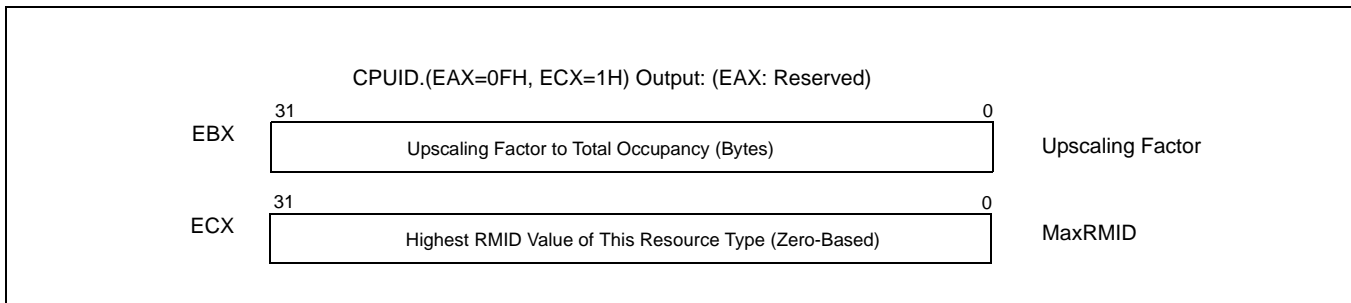 CPUID.(EAX=0FH, ECX=1H) Output: (EAX: Reserved)
31 0
EBX Upscaling Factor to Total Occupancy (Bytes) Upscaling Factor
31 0
ECX Highest RMID Value of This Resource Type (Zero-Based) MaxRMID